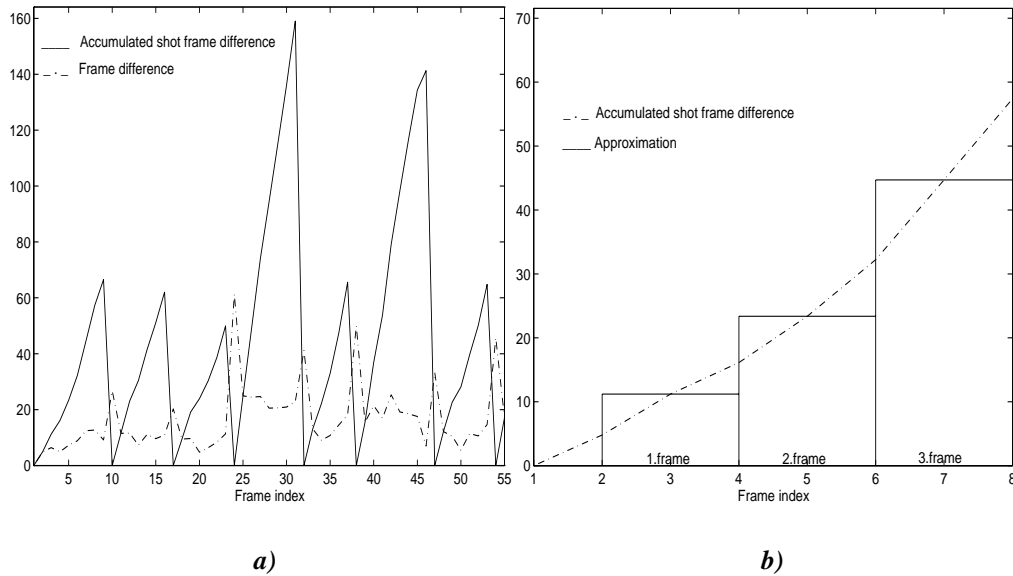 160
140
120
100
80
60
40
20
0
Accumulated shot frame difference
Frame difference
5 10 15 20 25 30 35 40 45 50 55
Frame index
a)
70
60
50
40
30
20
10
0
Accumulated shot frame difference
Approximation
1.frame 2.frame 3.frame
1 2 3 4 5 6 7 8
Frame index
b)